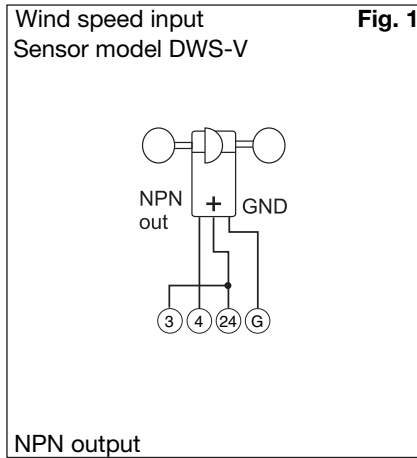 Wind speed input Fig. 1
Sensor model DWS-V
NPN
out
+
GND
3 4 24 G
NPN output